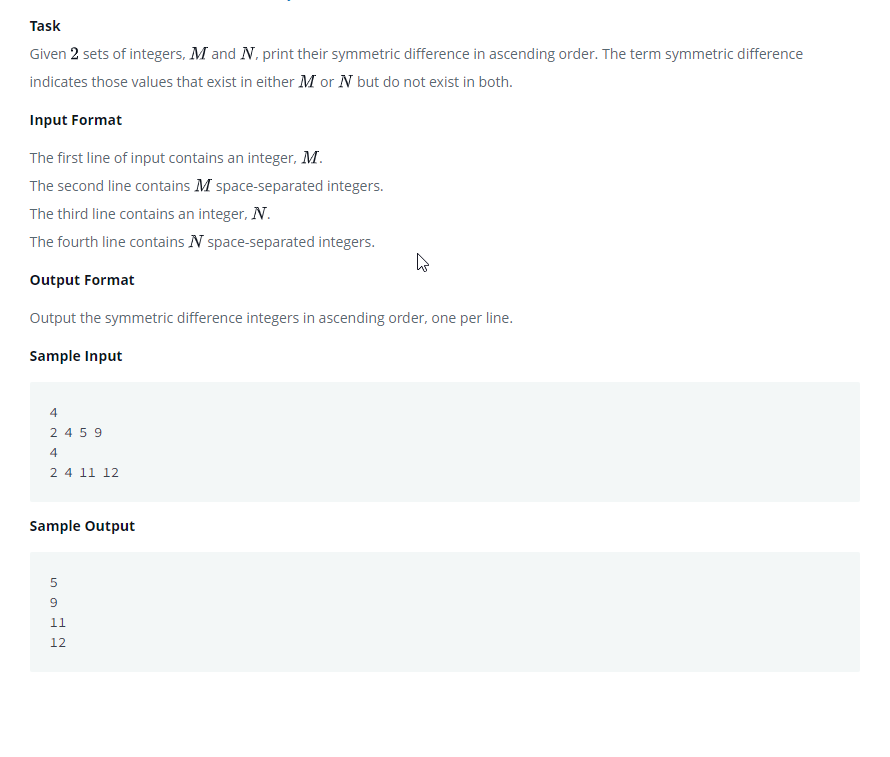 Task
Given 2 sets of integers, M and N, print their symmetric difference in ascending order. The term symmetric difference
indicates those values that exist in either M or N but do not exist in both.
Input Format
The first line of input contains an integer, M.
The second line contains M space-separated integers.
The third line contains an integer, N.
The fourth line contains N space-separated integers.
Output Format
Output the symmetric difference integers in ascending order, one per line.
Sample Input
4
2 4 5 9
4
2 4 11 12
Sample Output
5
9
11
12